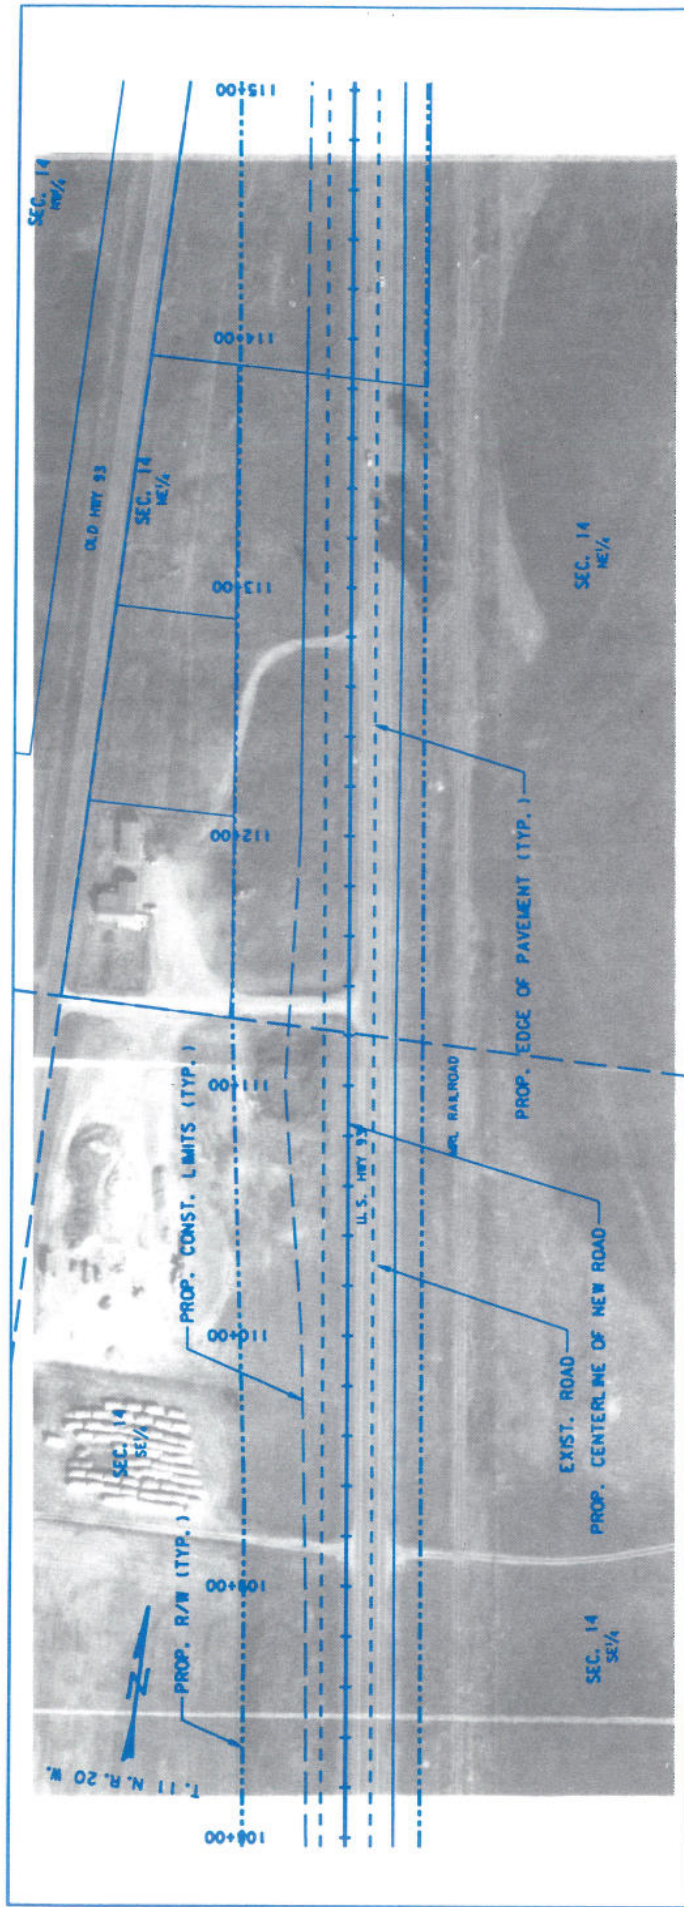 115+00
SEC. 14
NW¼
114+00
OLD HWY 93
SEC. 14
NE¼
113+00
SEC. 14
NE¼
112+00
PROP. EDGE OF PAVEMENT (TYP.)
111+00
PROP. CONST. LIMITS (TYP.)
U.S. HWY 93
MRL RAILROAD
110+00
EXIST. ROAD
PROP. CENTERLINE OF NEW ROAD
SEC. 14
SE¼
109+00
PROP. R/W (TYP.)
SEC. 14
SE¼
T. 11 N. R. 20 W.
108+00